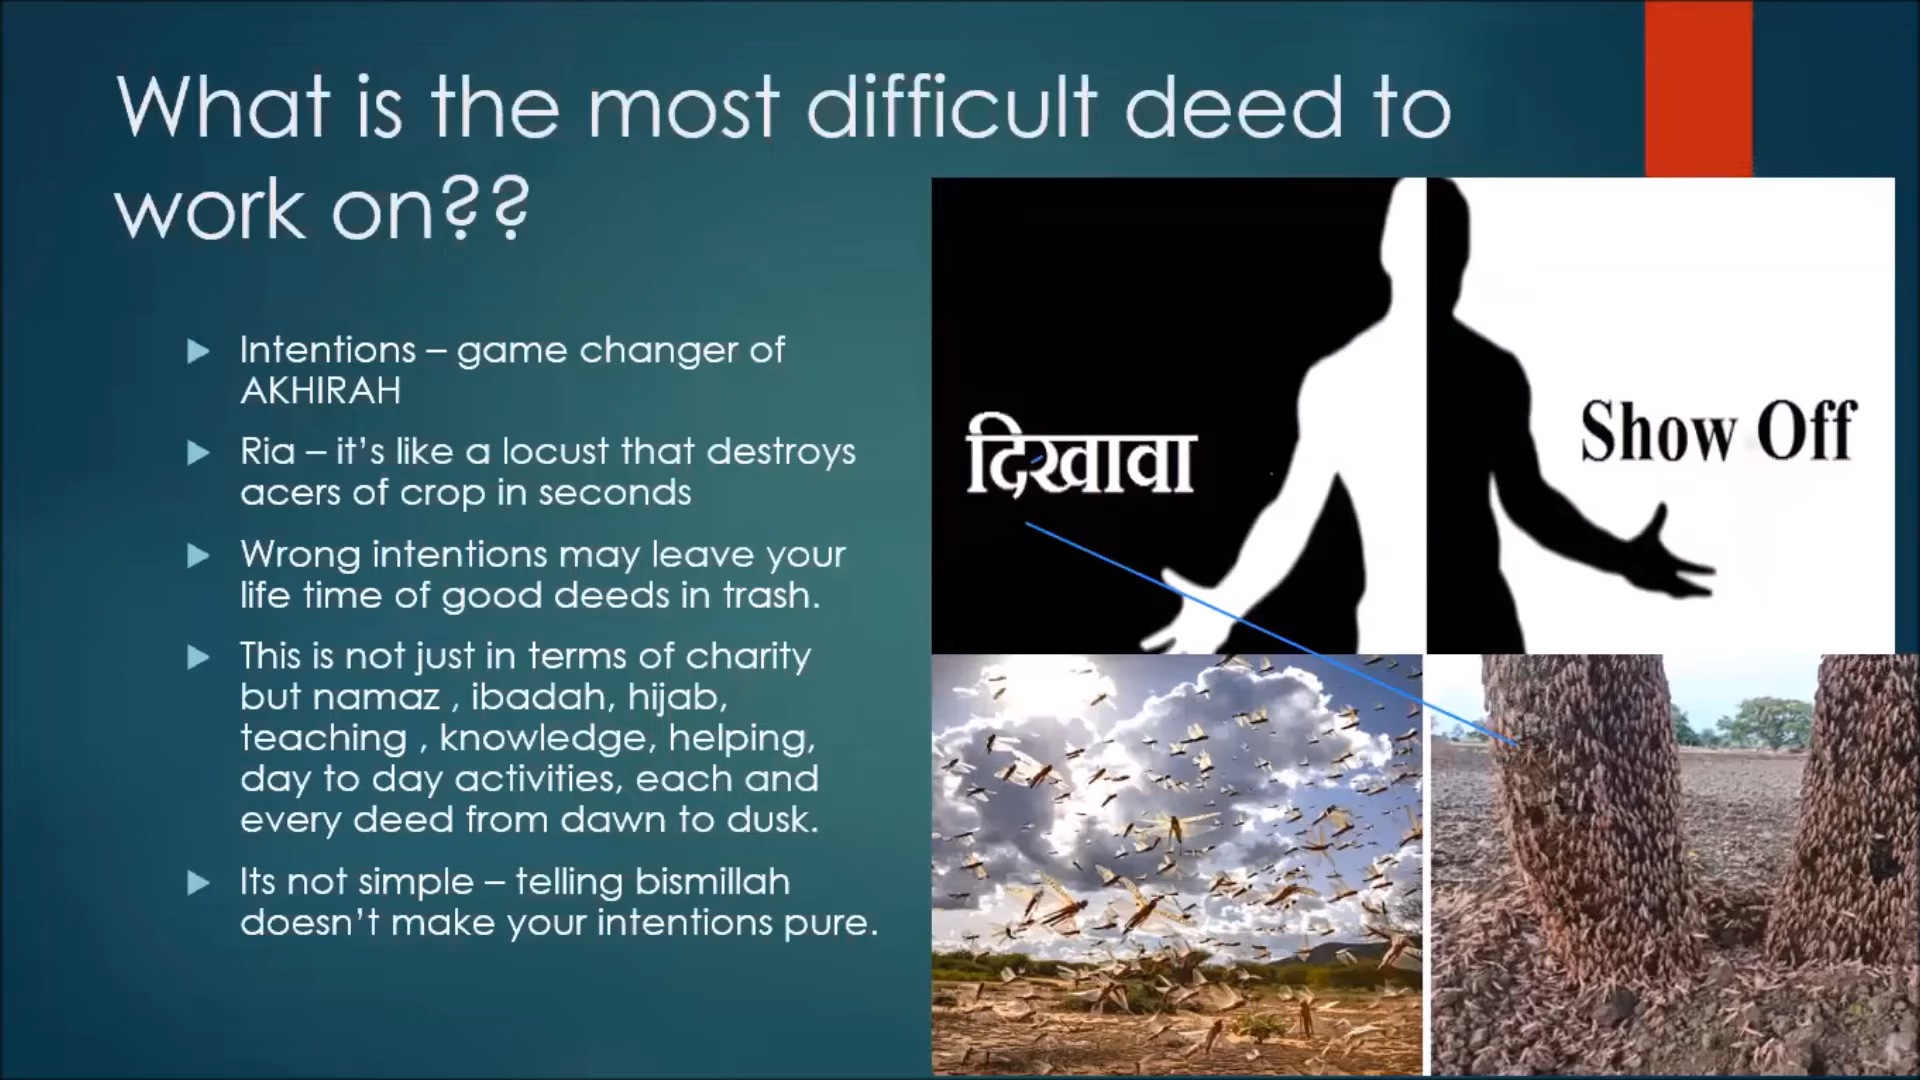 What is the most difficult deed to
work on??
Intentions – game changer of
AKHIRAH
Ria – it's like a locust that destroys
acers of crop in seconds
Wrong intentions may leave your
life time of good deeds in trash.
This is not just in terms of charity
but namaz , ibadah, hijab,
teaching , knowledge, helping,
day to day activities, each and
every deed from dawn to dusk.
Its not simple – telling bismillah
doesn't make your intentions pure.
दिखावा
Show Off